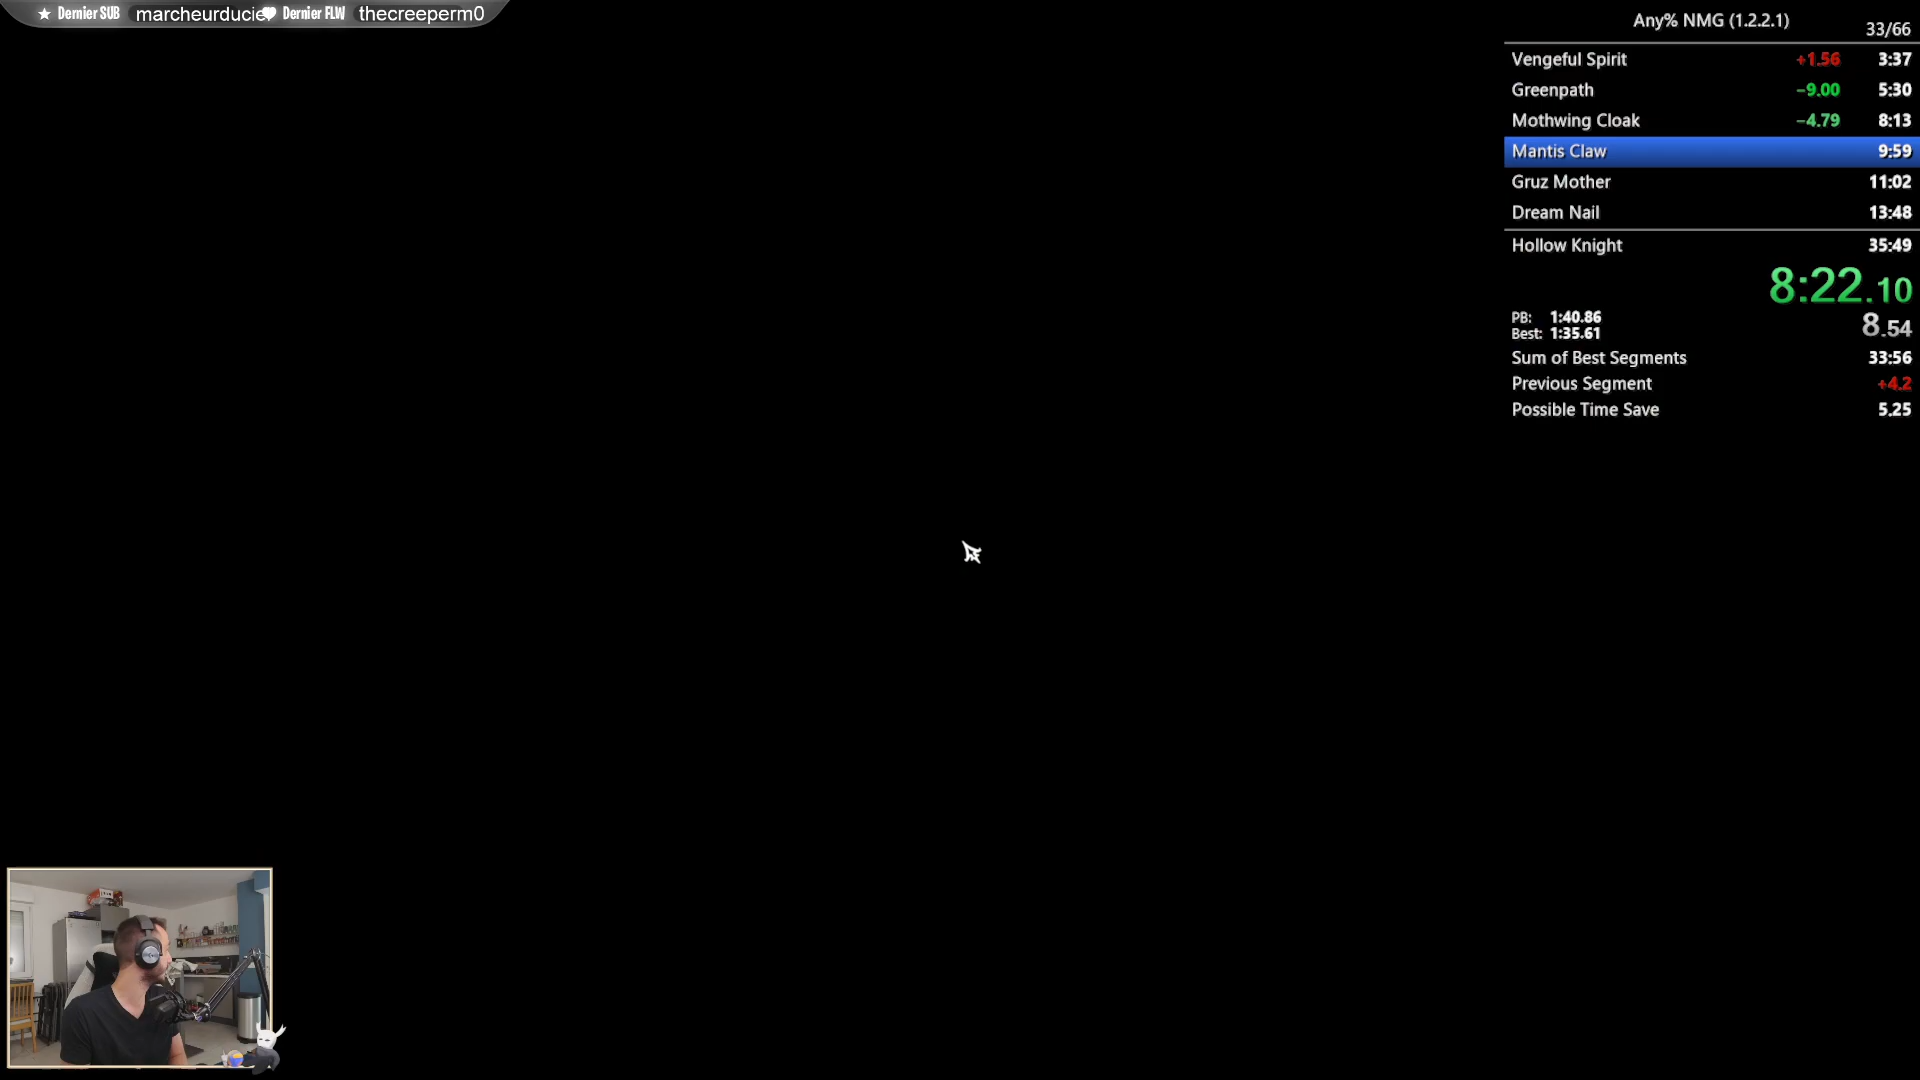 ★ Dernier SUB marcheurducie Dernier FLW thecreeperm0
Any% NMG (1.2.2.1) 33/66
Vengeful Spirit +1.56 3:37
Greenpath −9.00 5:30
Mothwing Cloak −4.79 8:13
Mantis Claw 9:59
Gruz Mother 11:02
Dream Nail 13:48
Hollow Knight 35:49
8:22.10
PB: 1:40.86 8.54
Best: 1:35.61
Sum of Best Segments 33:56
Previous Segment +4.2
Possible Time Save 5.25